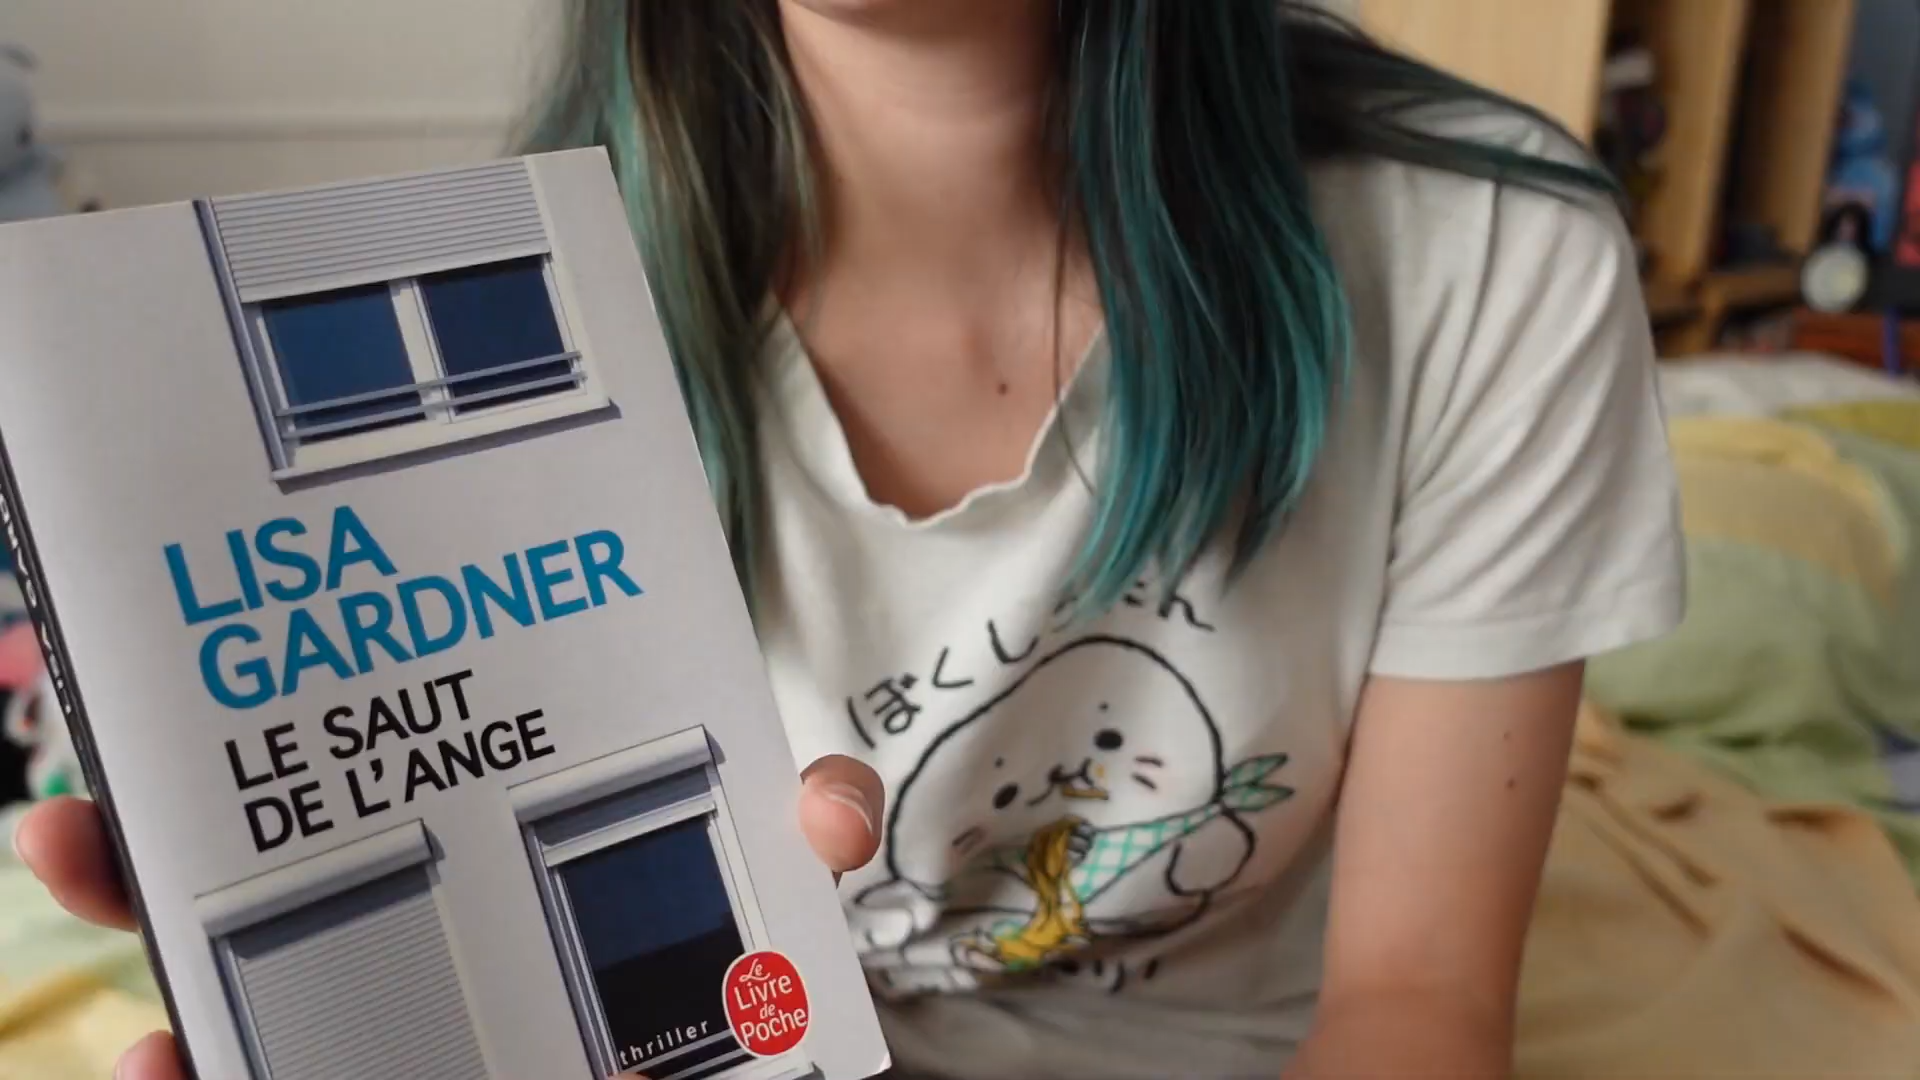 LISA
GARDNER
LE SAUT
DE L'ANGE
thriller
Le
Livre
de
Poche
ぼくし